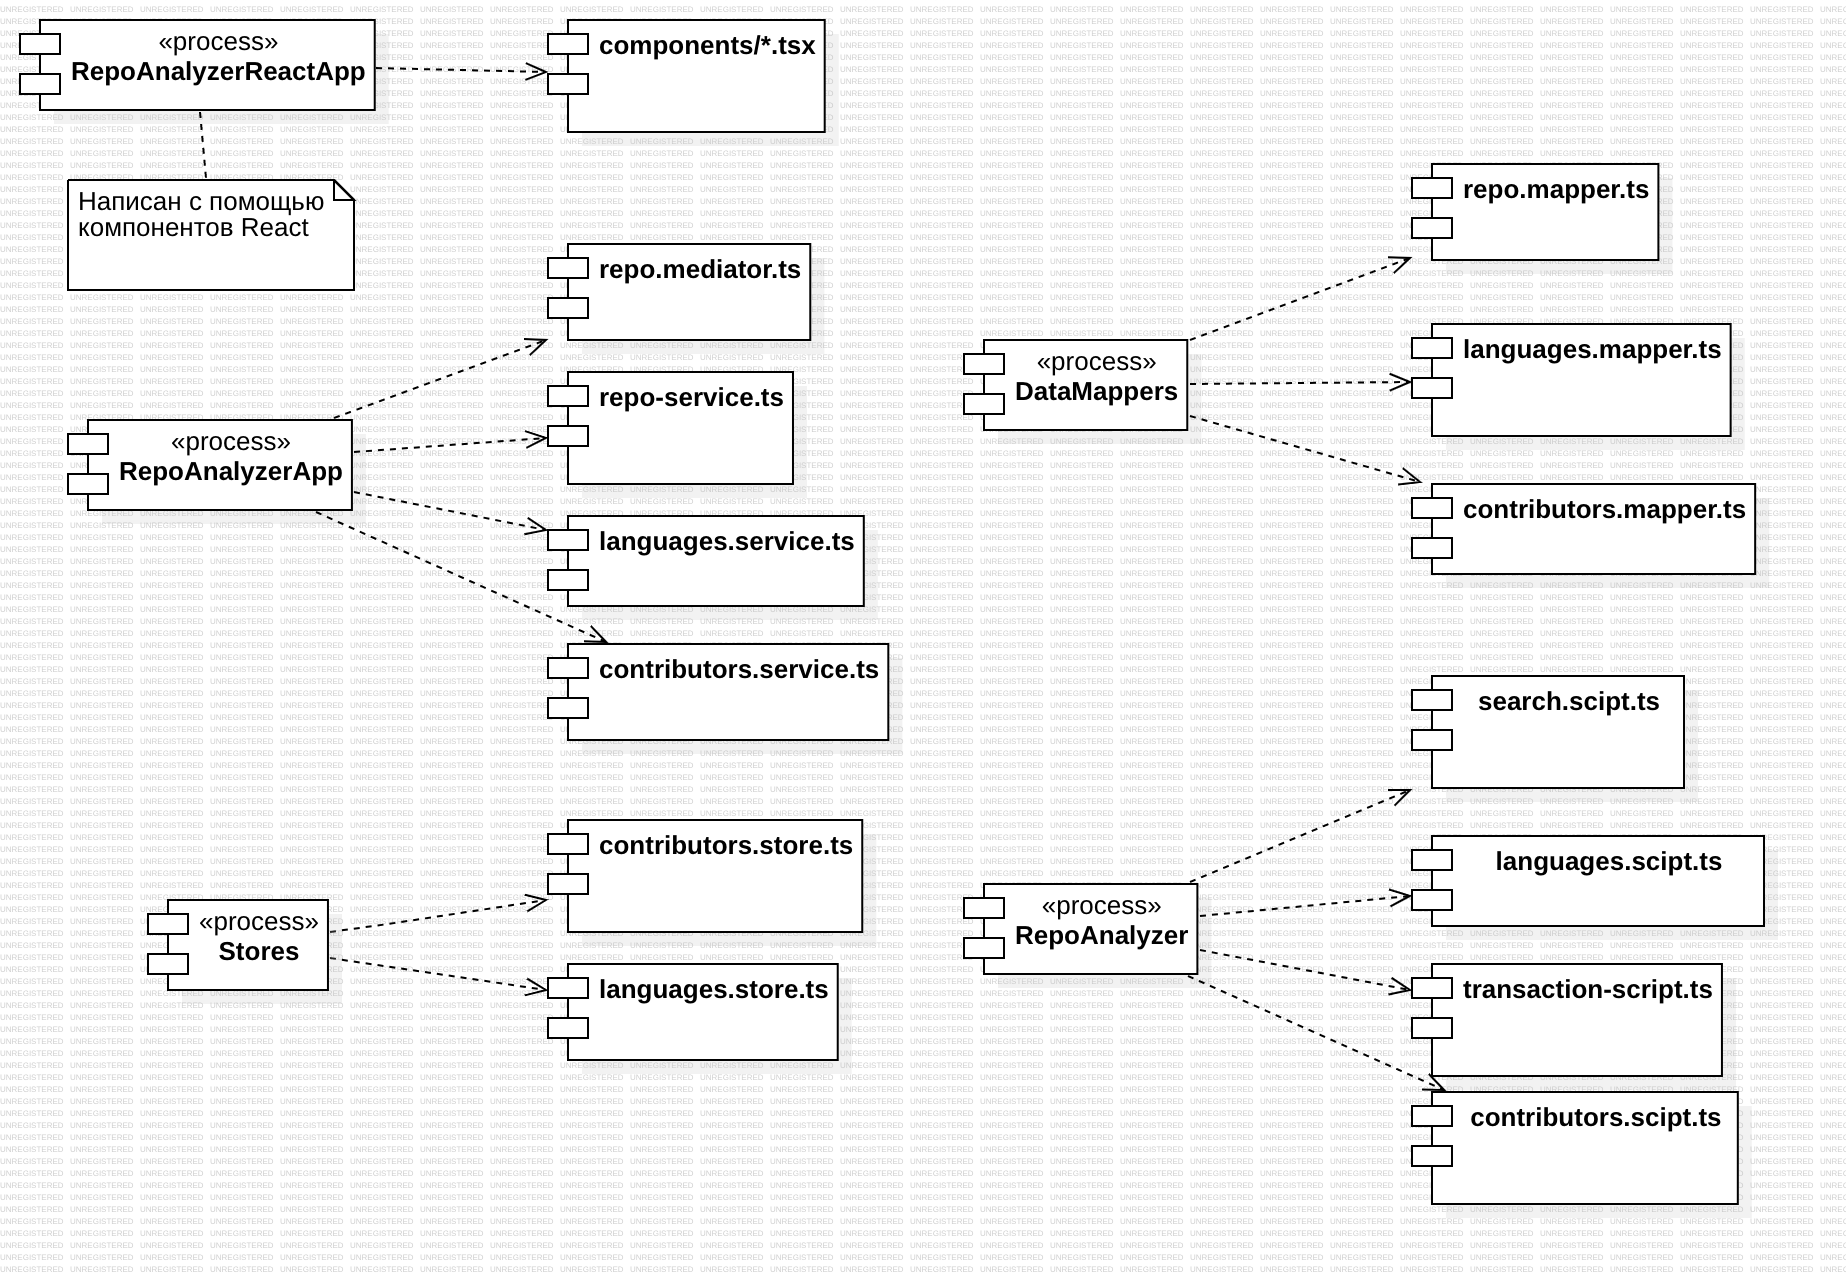 «process»
RepoAnalyzerReactApp
components/*.tsx
Написан с помощью
компонентов React
repo.mediator.ts
repo-service.ts
«process»
RepoAnalyzerApp
languages.service.ts
contributors.service.ts
contributors.store.ts
«process»
Stores
languages.store.ts
repo.mapper.ts
languages.mapper.ts
«process»
DataMappers
contributors.mapper.ts
search.scipt.ts
languages.scipt.ts
«process»
RepoAnalyzer
transaction-script.ts
contributors.scipt.ts
UNREGISTERED